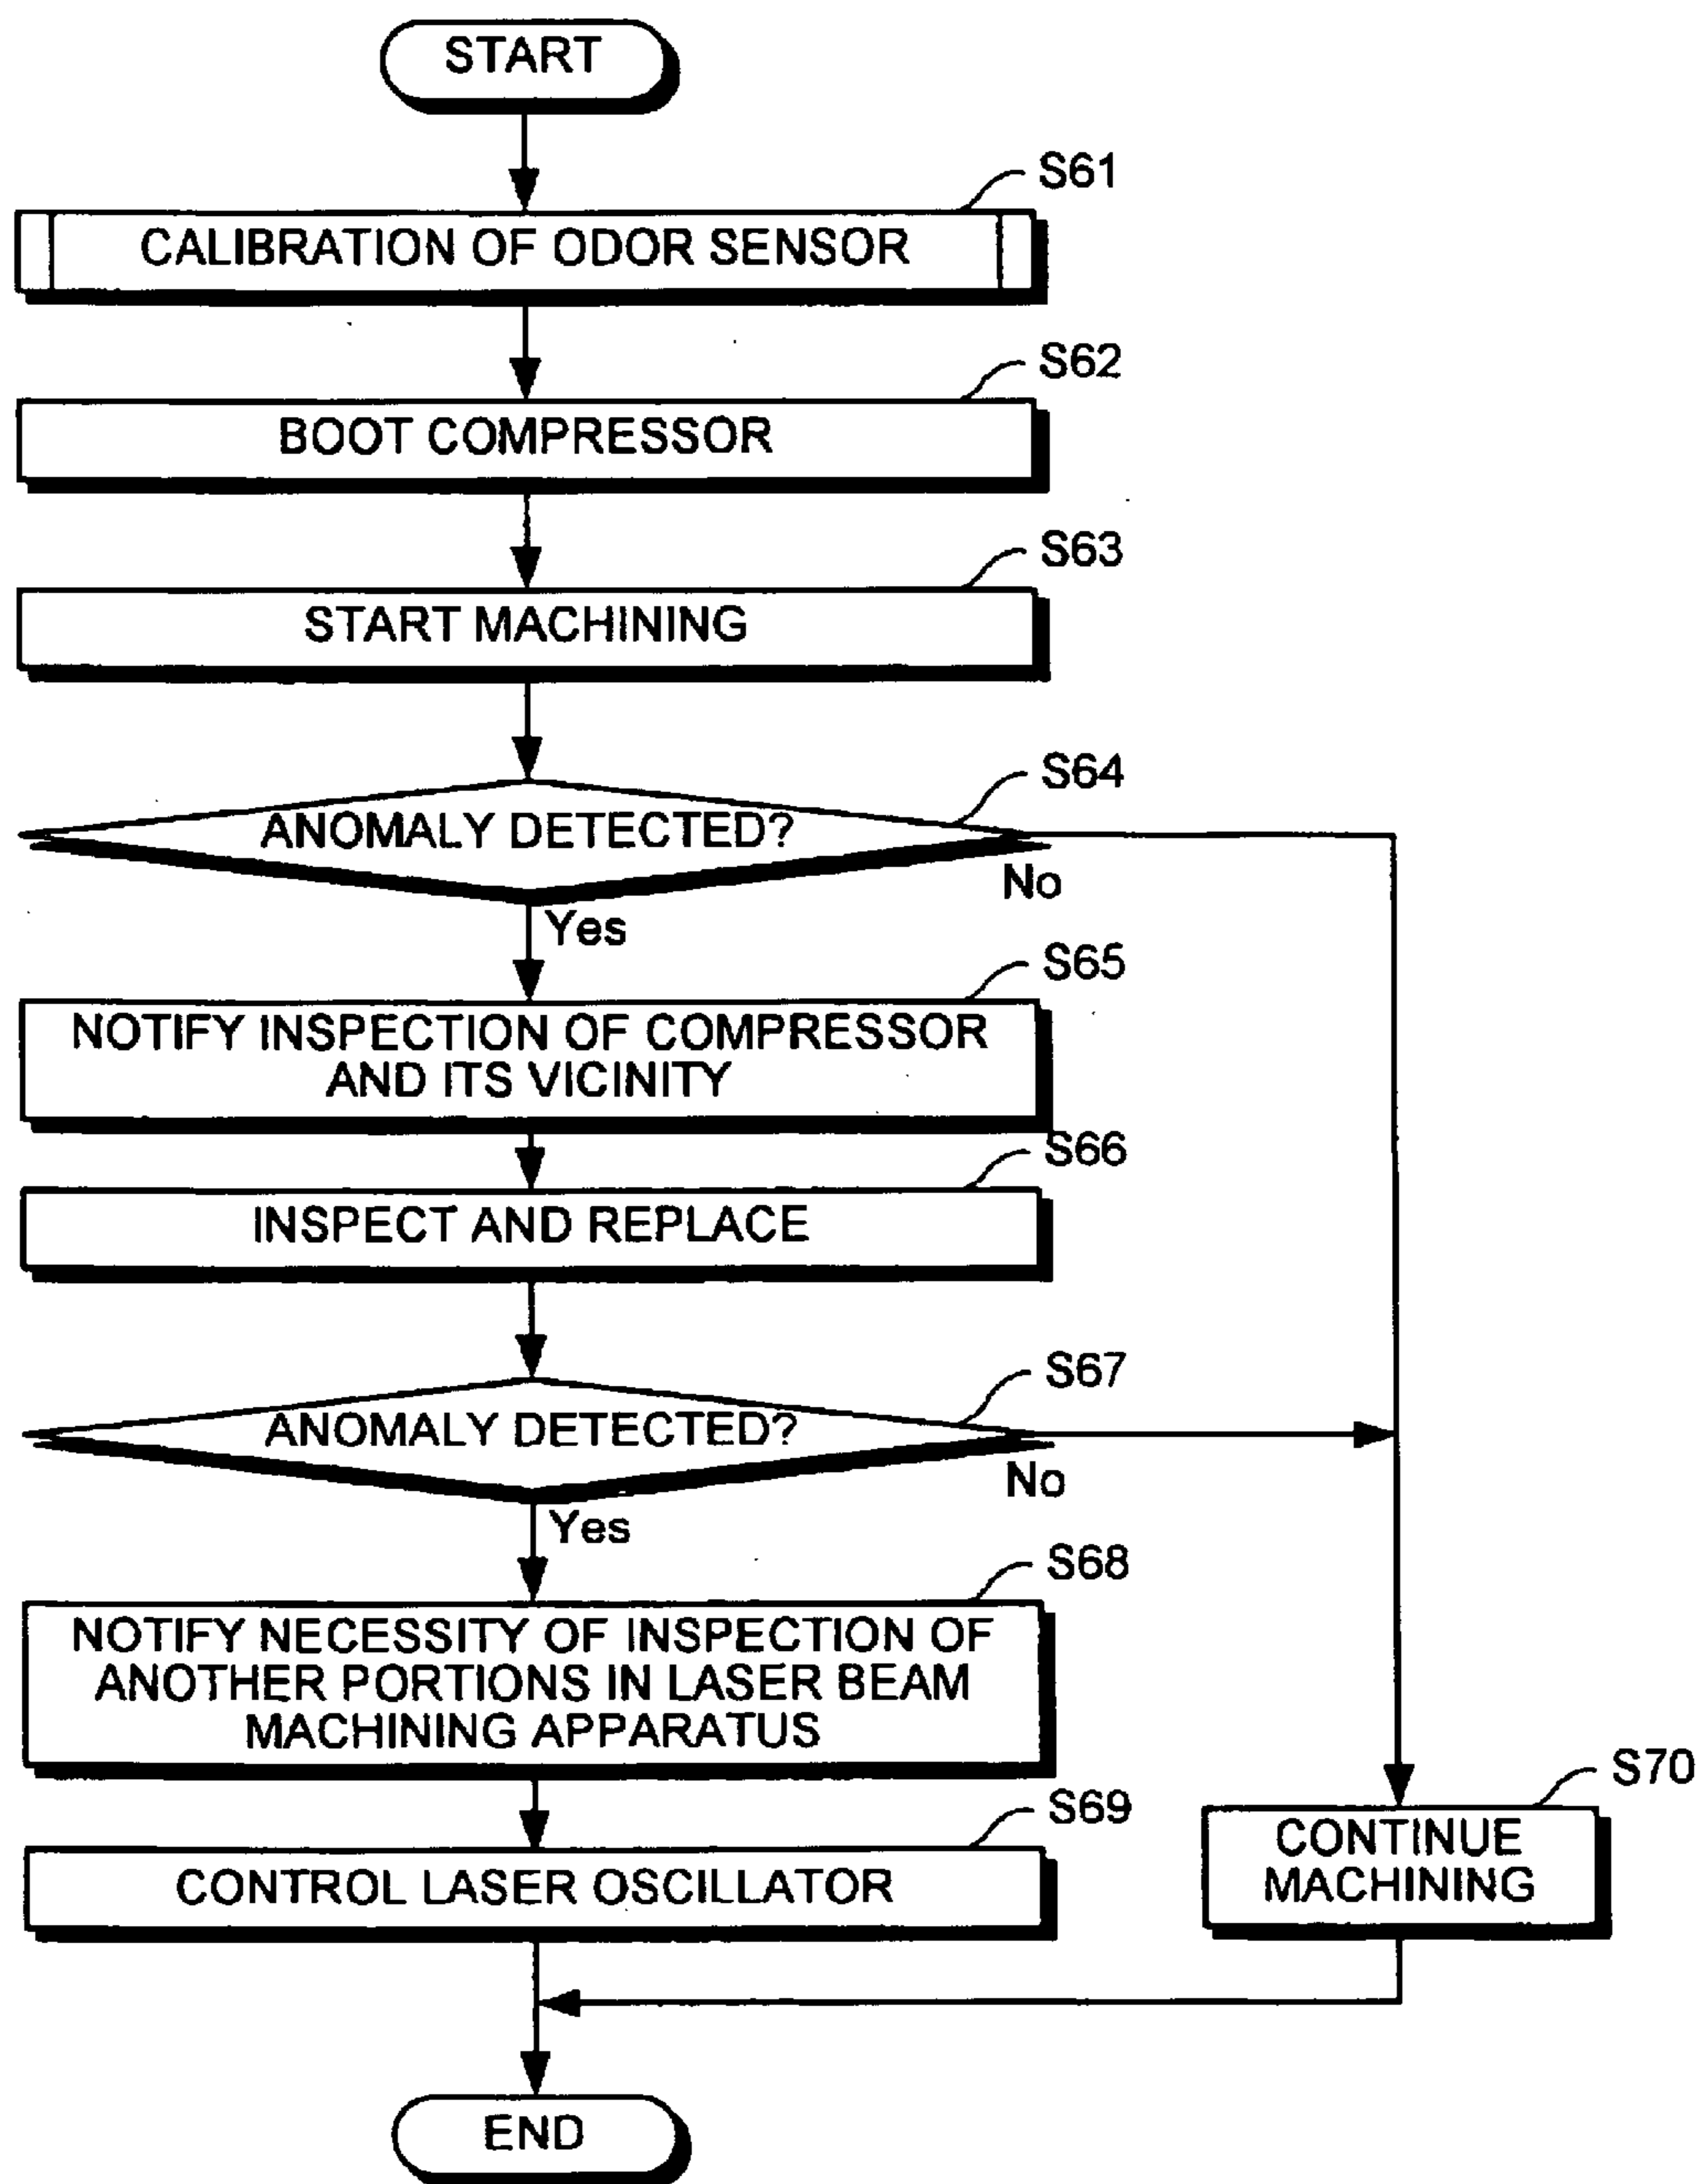 START
S61
CALIBRATION OF ODOR SENSOR
S62
BOOT COMPRESSOR
S63
START MACHINING
S64
ANOMALY DETECTED?
No
Yes
S65
NOTIFY INSPECTION OF COMPRESSOR
AND ITS VICINITY
S66
INSPECT AND REPLACE
S67
ANOMALY DETECTED?
No
Yes
S68
NOTIFY NECESSITY OF INSPECTION OF
ANOTHER PORTIONS IN LASER BEAM
MACHINING APPARATUS
S69
CONTROL LASER OSCILLATOR
S70
CONTINUE
MACHINING
END